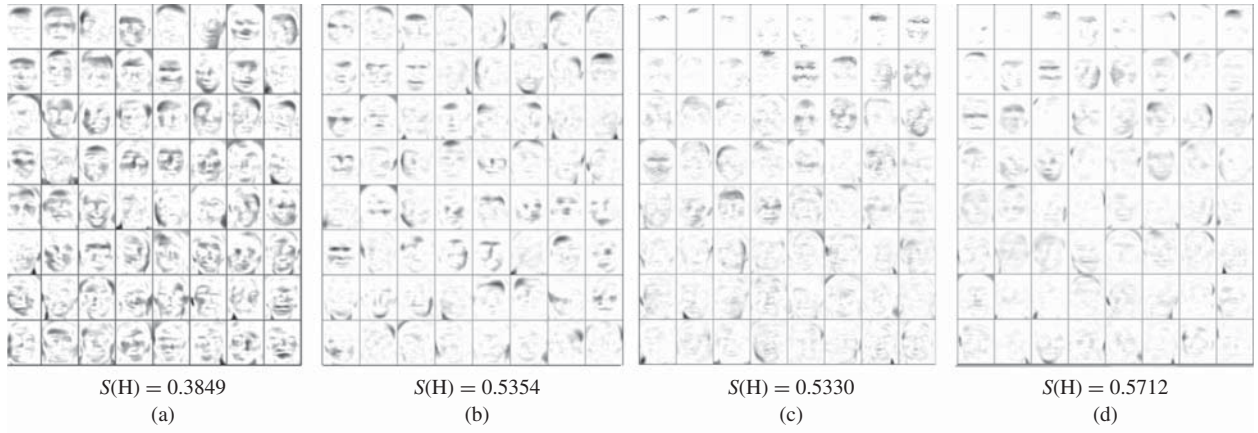 S(H) = 0.3849 S(H) = 0.5354 S(H) = 0.5330 S(H) = 0.5712
(a) (b) (c) (d)